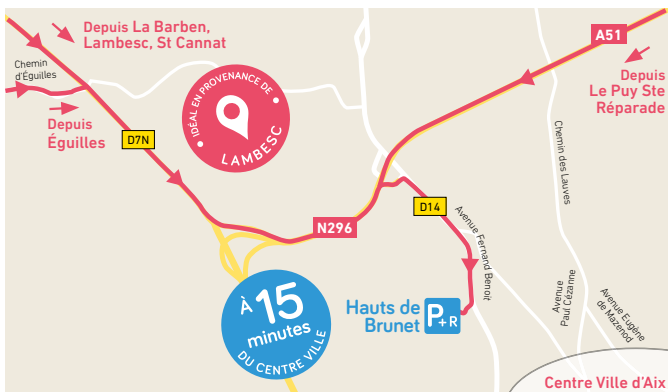 Depuis La Barben,
Lambesc, St Cannat
A51
Chemin
d'Éguilles
Depuis
Le Puy Ste
Réparade
IDÉAL EN PROVENANCE DE
LAMBESC
Depuis
Éguilles
D7N
Chemin des Lauves
D14
N296
Avenue Fernand Benoit
À 15
minutes
DU CENTRE VILLE
Hauts de
Brunet
P+R
Avenue
Paul Cézanne
Avenue Eugène
de Mazenod
Centre Ville d'Aix